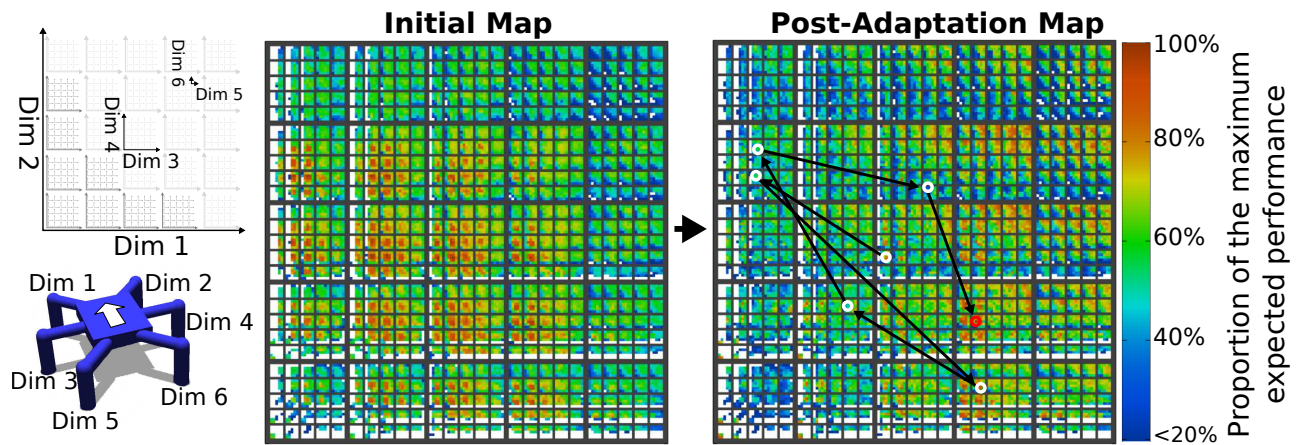 Initial Map
Post-Adaptation Map
Dim 2
Dim 1
Dim 4
Dim 3
Dim 6
Dim 5
Dim 1
Dim 2
Dim 4
Dim 3
Dim 6
Dim 5
100%
80%
60%
40%
<20%
Proportion of the maximum
expected performance